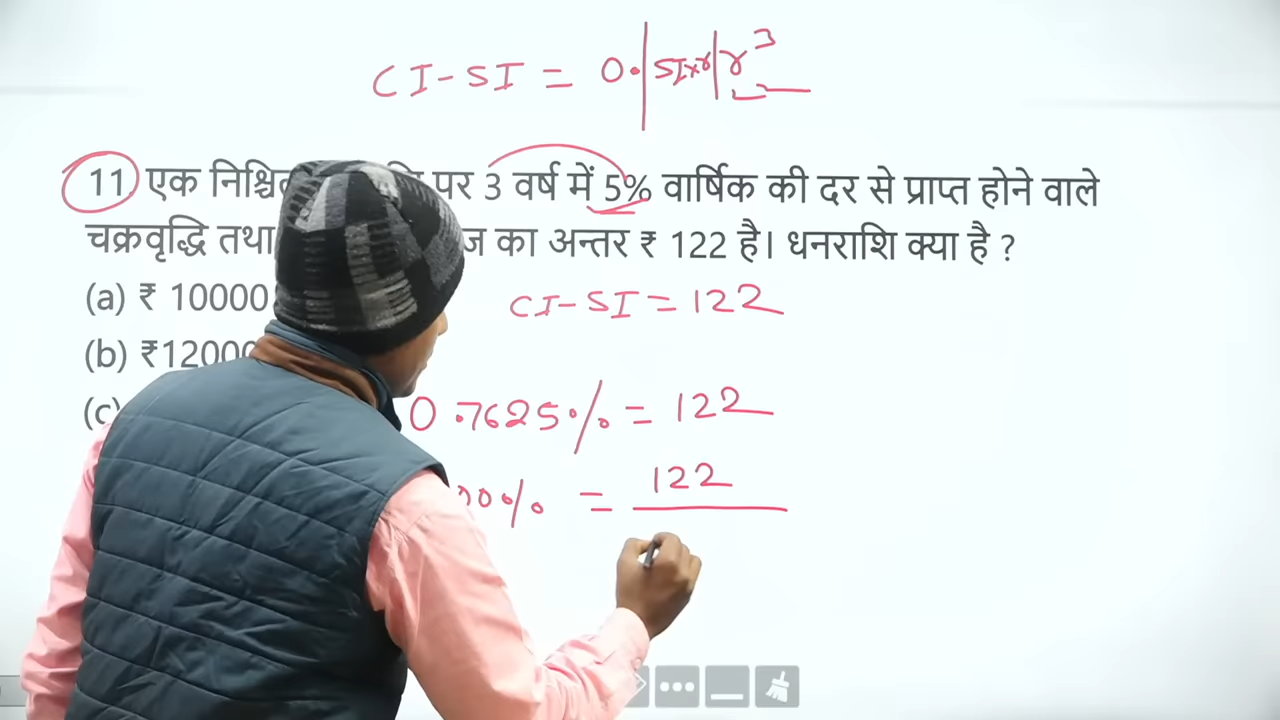 CI-SI = 0.|SI×r|r³
11 एक पर 3 वर्ष में 5% वार्षिक की दर से प्राप्त होने वाले
चक्रवृद्धि तथा का अन्तर ₹ 122 है। धनराशि क्या है ?
(a) ₹ 10000
CI-SI=122
(b) ₹1200
(c)
0.7625% = 122
00% = 122